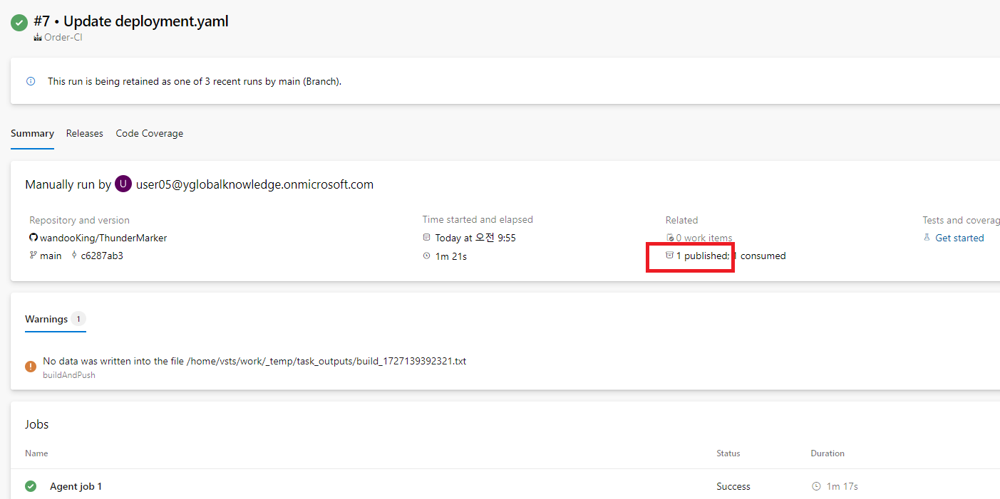 #7 • Update deployment.yaml
Order-CI
This run is being retained as one of 3 recent runs by main (Branch).
Summary Releases Code Coverage
Manually run by U user05@yglobalknowledge.onmicrosoft.com
Repository and version
wandooKing/ThunderMarker
main c6287ab3
Time started and elapsed
Today at 오전 9:55
1m 21s
Related
0 work items
1 published; 1 consumed
Tests and coverag
Get started
Warnings 1
No data was written into the file /home/vsts/work/_temp/task_outputs/build_1727139392321.txt
buildAndPush
Jobs
Name Status Duration
Agent job 1 Success 1m 17s